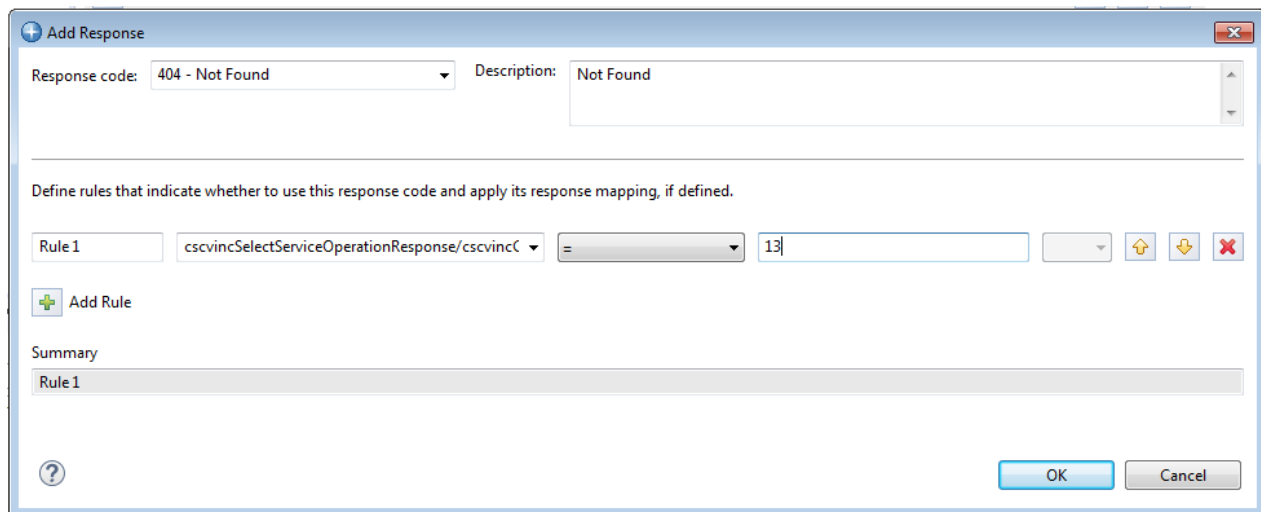 Add Response
Response code: 404 - Not Found Description: Not Found
Define rules that indicate whether to use this response code and apply its response mapping, if defined.
Rule 1 cscvincSelectServiceOperationResponse/cscvincC = 13
Add Rule
Summary
Rule 1
OK Cancel